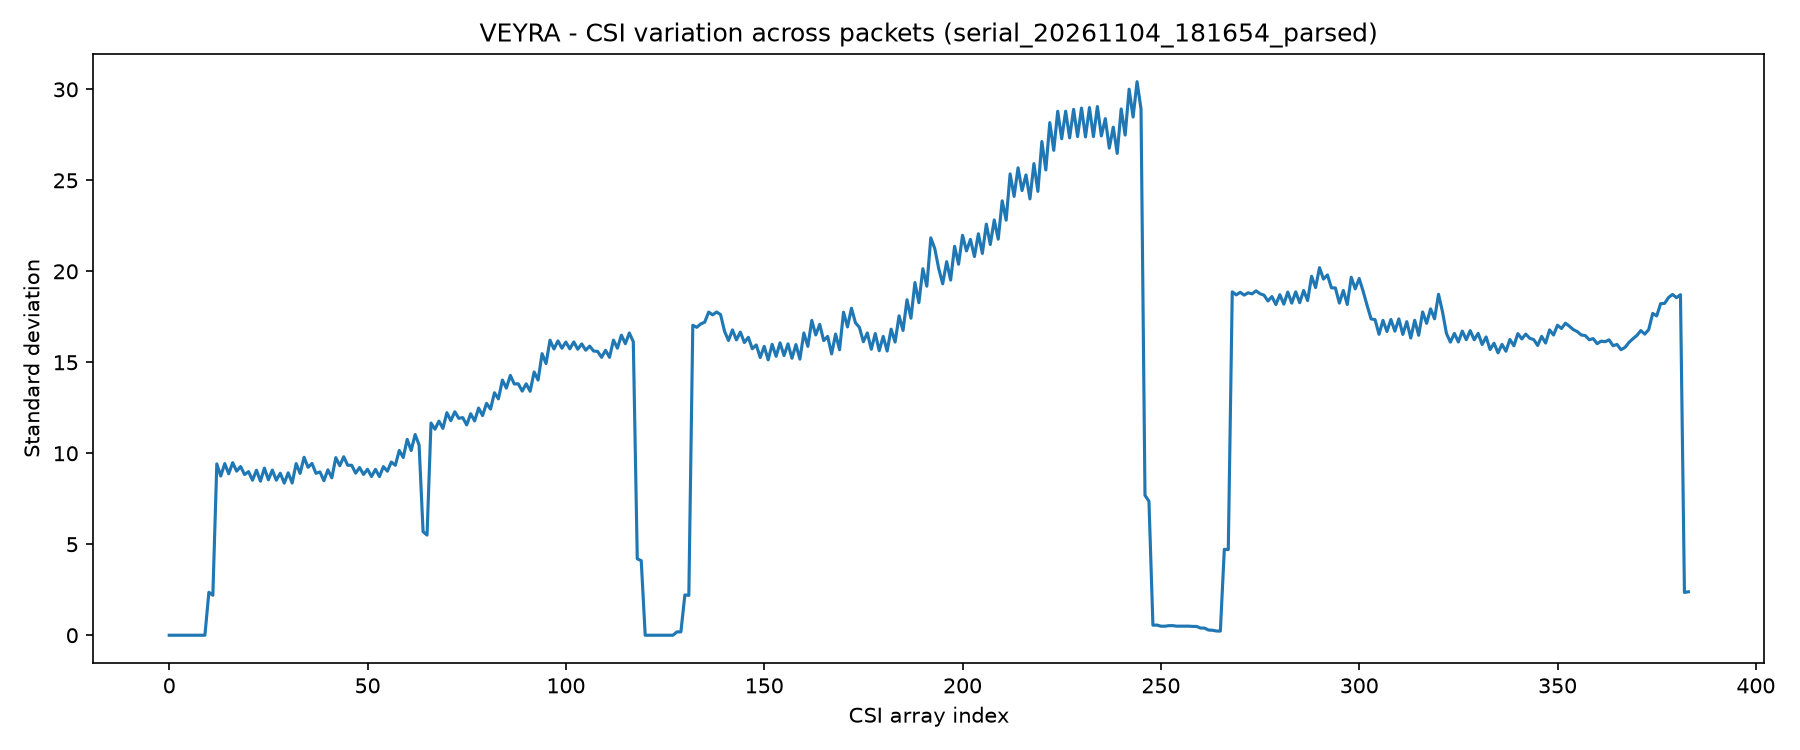 VEYRA - CSI variation across packets (serial_20261104_181654_parsed)
30
25
20
15
10
5
0
Standard deviation
0 50 100 150 200 250 300 350 400
CSI array index